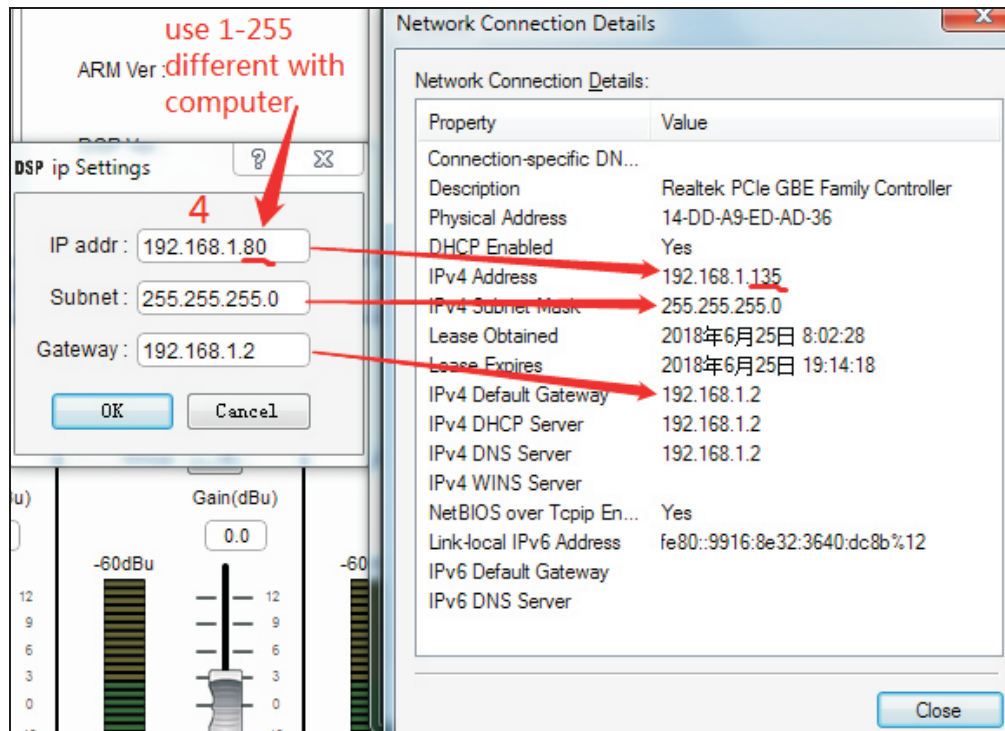 use 1-255
different with
computer
ARM Ver :
DSP ip Settings
4
IP addr : 192.168.1.80
Subnet : 255.255.255.0
Gateway : 192.168.1.2
OK Cancel
Gain(dBu)
0.0
-60dBu
-60
12 12
9 9
6 6
3 3
0 0
Network Connection Details
Network Connection Details:
Property Value
Connection-specific DN...
Description Realtek PCIe GBE Family Controller
Physical Address 14-DD-A9-ED-AD-36
DHCP Enabled Yes
IPv4 Address 192.168.1.135
IPv4 Subnet Mask 255.255.255.0
Lease Obtained 2018年6月25日 8:02:28
Lease Expires 2018年6月25日 19:14:18
IPv4 Default Gateway 192.168.1.2
IPv4 DHCP Server 192.168.1.2
IPv4 DNS Server 192.168.1.2
IPv4 WINS Server
NetBIOS over Tcpip En... Yes
Link-local IPv6 Address fe80::9916:8e32:3640:dc8b%12
IPv6 Default Gateway
IPv6 DNS Server
Close